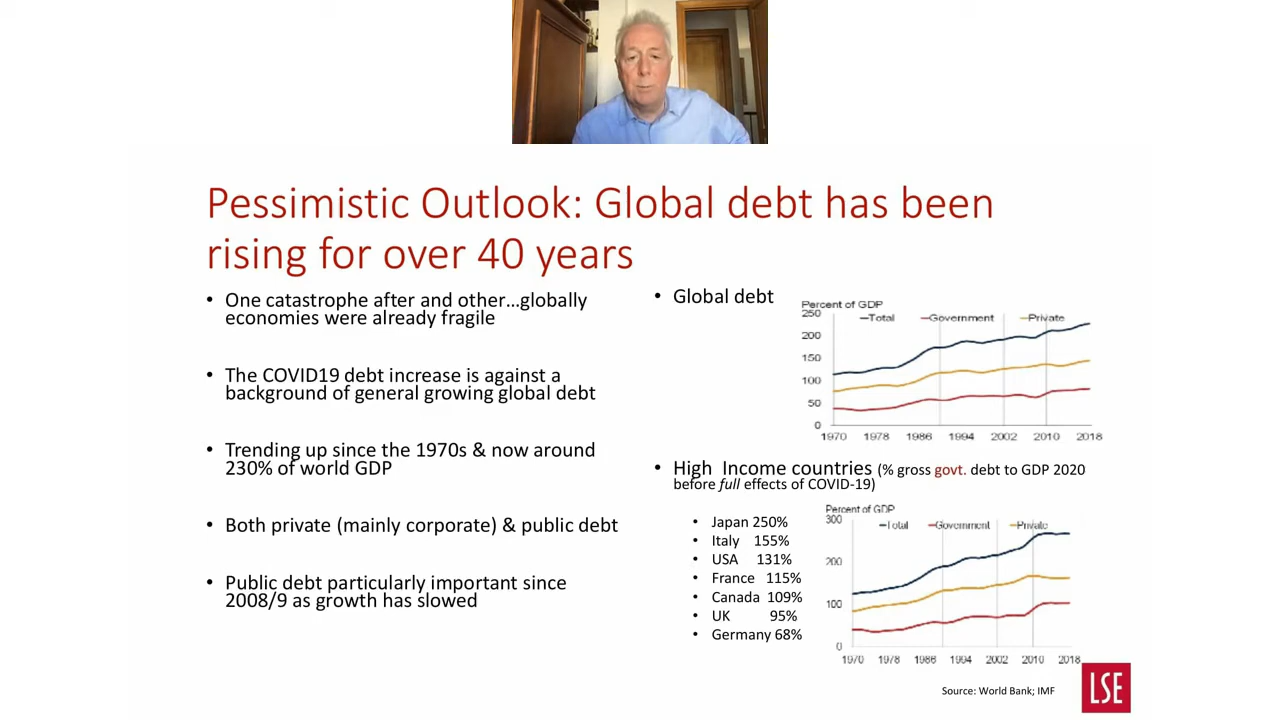 Pessimistic Outlook: Global debt has been
rising for over 40 years
• One catastrophe after and other...globally
economies were already fragile
• The COVID19 debt increase is against a
background of general growing global debt
• Trending up since the 1970s & now around
230% of world GDP
• Both private (mainly corporate) & public debt
• Public debt particularly important since
2008/9 as growth has slowed
• Global debt
Percent of GDP
250
200
150
100
50
0
Total Government Private
1970 1978 1986 1994 2002 2010 2018
• High Income countries (% gross govt. debt to GDP 2020
before full effects of COVID-19)
• Japan 250%
• Italy 155%
• USA 131%
• France 115%
• Canada 109%
• UK 95%
• Germany 68%
Percent of GDP
300
200
100
0
Total Government Private
1970 1978 1986 1994 2002 2010 2018
Source: World Bank; IMF
LSE